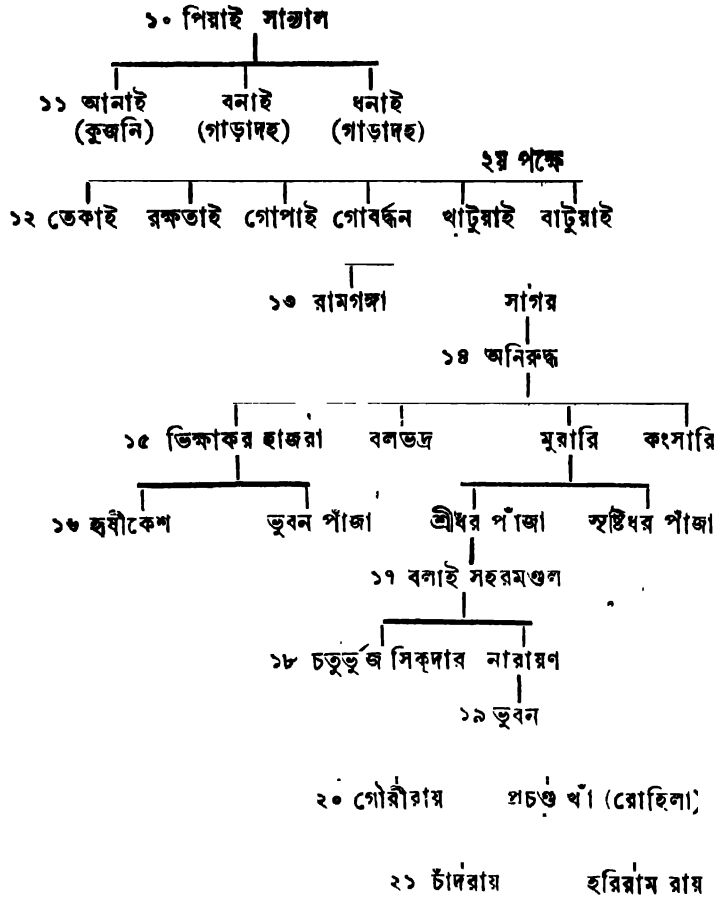 ১০ পিয়াই সান্তাল
১১ আনাই বনাই ধনাই
(কুজনি) (গাড়াদহ) (গাড়াদহ)
২য় পক্ষে
১২ তেকাই রক্ষতাই গোপাই গোবর্দ্ধন খাটুয়াই বাটুয়াই
১৩ রামগঙ্গা সাগর
১৪ অনিরুদ্ধ
১৫ ভিক্ষাকর হাজরা বলভদ্র মুরারি কংসারি
১৬ হৃষীকেশ ভুবন পাঁজা শ্রীধর পাঁজা সৃষ্টিধর পাঁজা
১৭ বলাই সহরমণ্ডল
১৮ চতুর্ভুজ সিক্‌দার নারায়ণ
১৯ ভুবন
২০ গৌরীরায় প্রচণ্ড খাঁ (রোহিলা)
২১ চাঁদরায় হরিরাম রায়